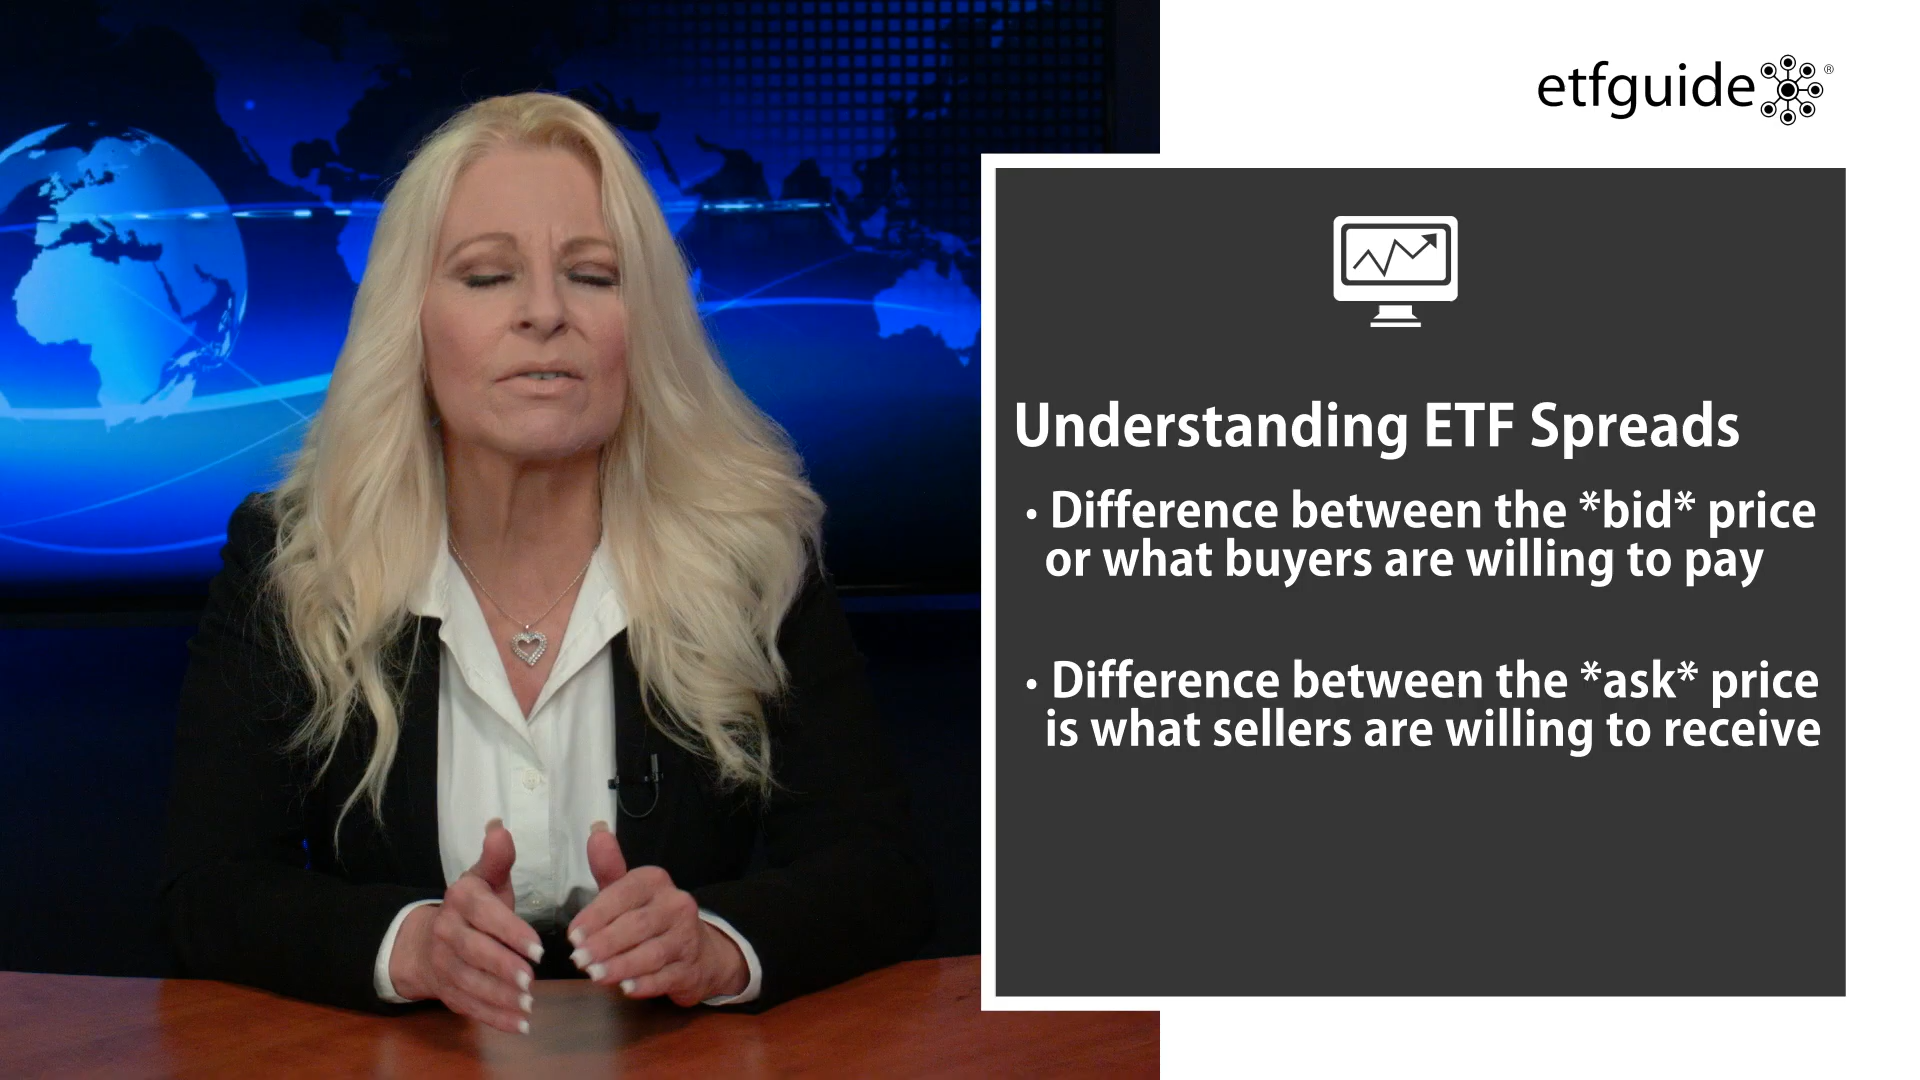 etfguide®
Understanding ETF Spreads
• Difference between the *bid* price
or what buyers are willing to pay
• Difference between the *ask* price
is what sellers are willing to receive